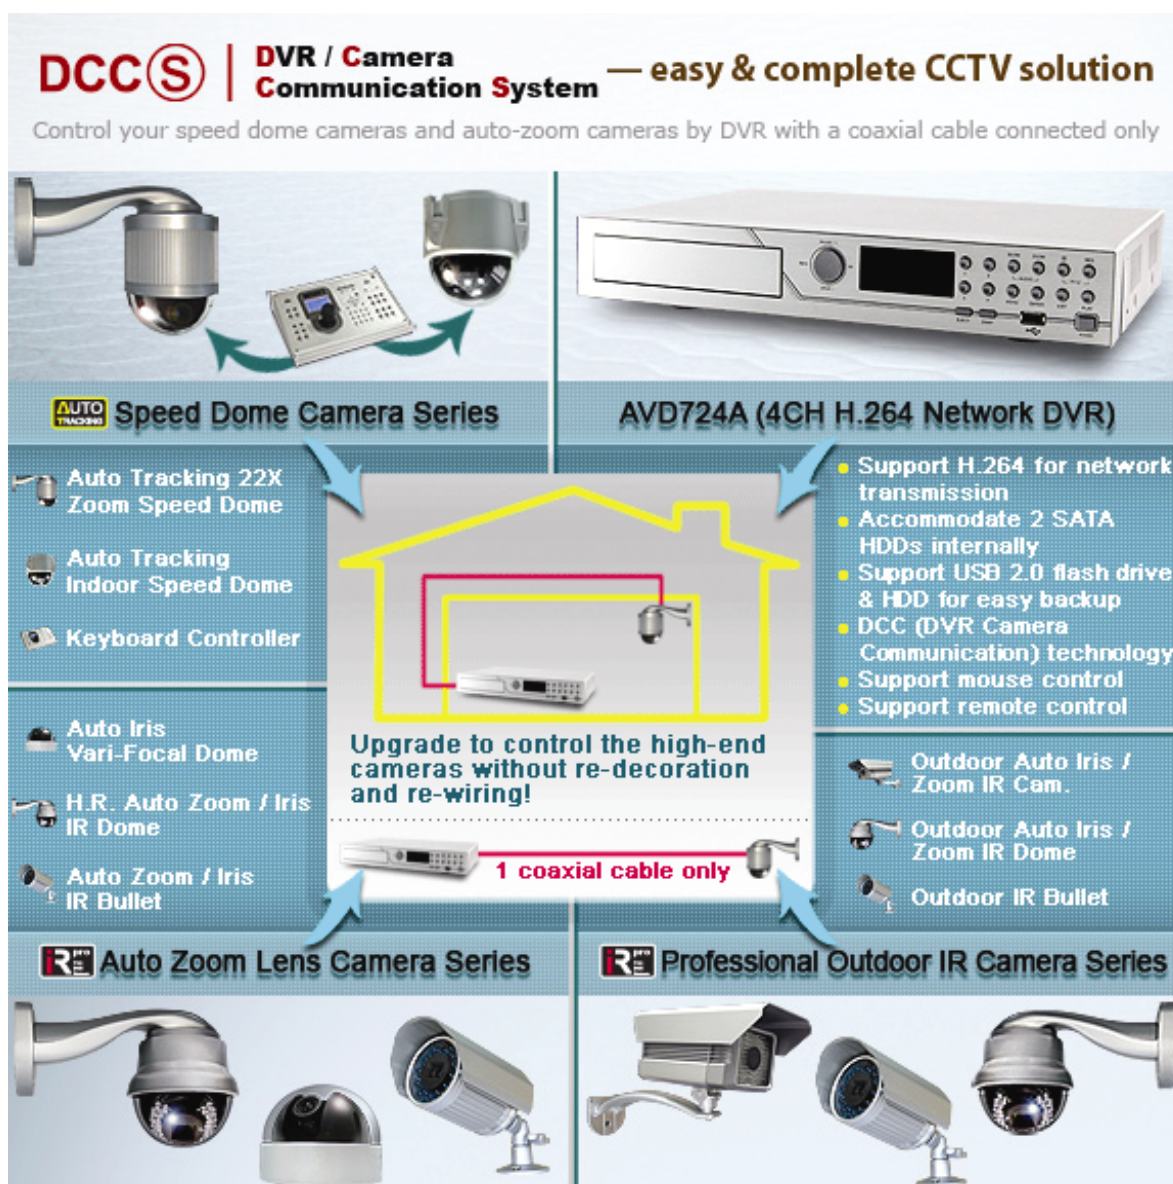 DCCS
DVR / Camera
Communication System
— easy & complete CCTV solution
Control your speed dome cameras and auto-zoom cameras by DVR with a coaxial cable connected only
AUTO
TRACKING
Speed Dome Camera Series
AVD724A (4CH H.264 Network DVR)
Auto Tracking 22X
Zoom Speed Dome
Auto Tracking
Indoor Speed Dome
Keyboard Controller
Support H.264 for network
transmission
Accommodate 2 SATA
HDDs internally
Support USB 2.0 flash drive
& HDD for easy backup
DCC (DVR Camera
Communication) technology
Support mouse control
Support remote control
Auto Iris
Vari-Focal Dome
H.R. Auto Zoom / Iris
IR Dome
Auto Zoom / Iris
IR Bullet
Upgrade to control the high-end
cameras without re-decoration
and re-wiring!
1 coaxial cable only
Outdoor Auto Iris /
Zoom IR Cam.
Outdoor Auto Iris /
Zoom IR Dome
Outdoor IR Bullet
iR pro
Auto Zoom Lens Camera Series
iR pro
Professional Outdoor IR Camera Series